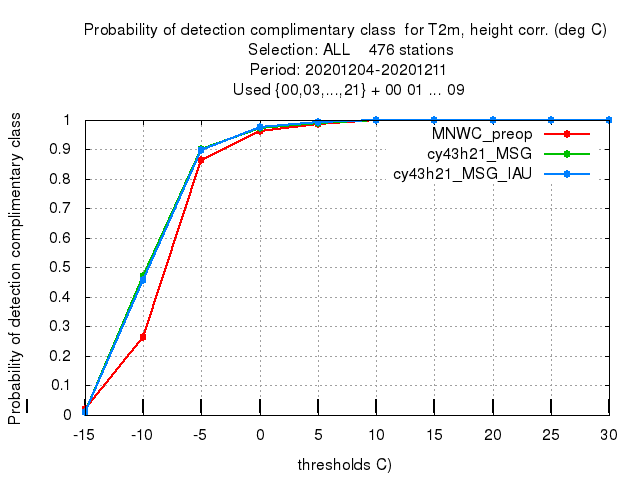 Probability of detection complimentary class  for T2m, height corr. (deg C)
Selection: ALL    476 stations
Period: 20201204-20201211
Used {00,03,...,21} + 00 01 ... 09
Probability of detection complimentary class
1
0.9
0.8
0.7
0.6
0.5
0.4
0.3
0.2
0.1
0
MNWC_preop
cy43h21_MSG
cy43h21_MSG_IAU
-15 -10 -5 0 5 10 15 20 25 30
thresholds C)